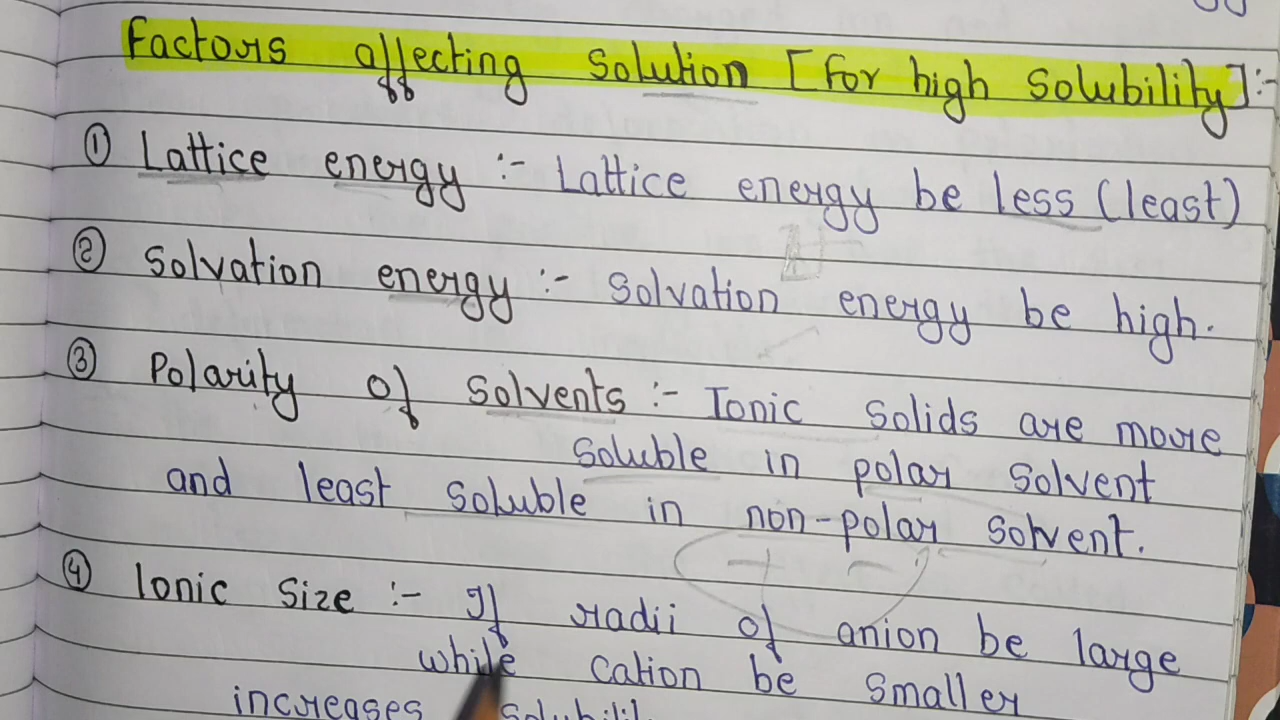 Factors affecting solution [for high solubility]:-
① Lattice energy :- Lattice energy be less (least)
② Solvation energy :- Solvation energy be high.
③ Polarity of solvents :- Ionic solids are more
soluble in polar solvent
and least soluble in non-polar solvent.
④ Ionic Size :- If radii of anion be large
while cation be smaller
increases